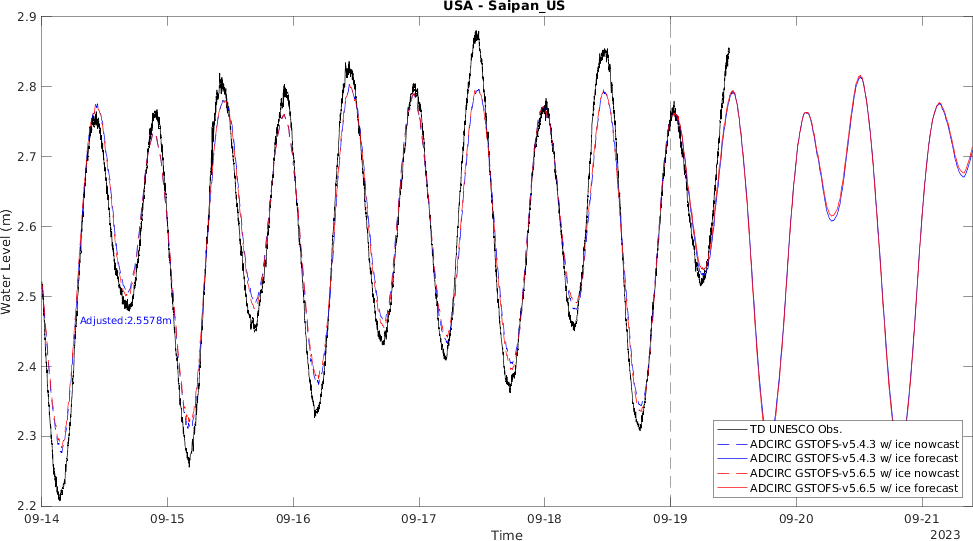 USA - Saipan_US
2.9
2.8
2.7
2.6
2.5
2.4
2.3
2.2
Water Level (m)
Adjusted:2.5578m
TD UNESCO Obs.
ADCIRC GSTOFS-v5.4.3 w/ ice nowcast
ADCIRC GSTOFS-v5.4.3 w/ ice forecast
ADCIRC GSTOFS-v5.6.5 w/ ice nowcast
ADCIRC GSTOFS-v5.6.5 w/ ice forecast
09-14 09-15 09-16 09-17 09-18 09-19 09-20 09-21
Time
2023